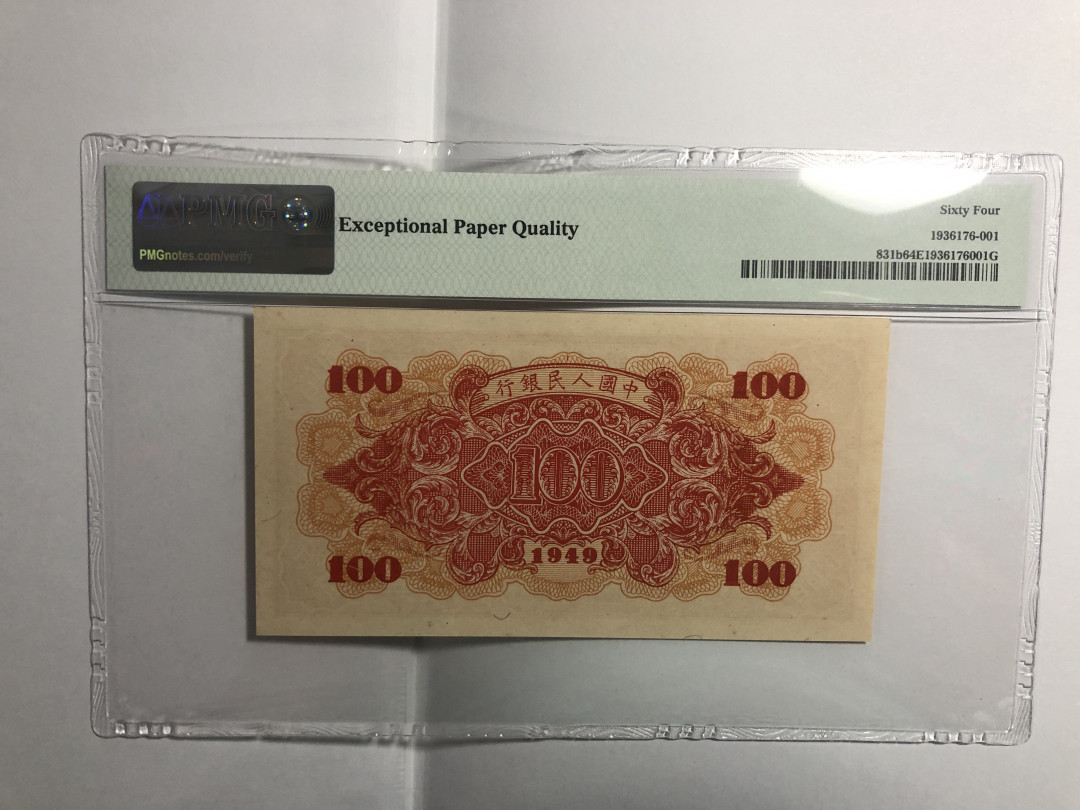 PMG
PMGnotes.com/verify
Exceptional Paper Quality
Sixty Four
1936176-001
831b64E1936176001G
行銀民人國中
100
100
100
1949
100
100